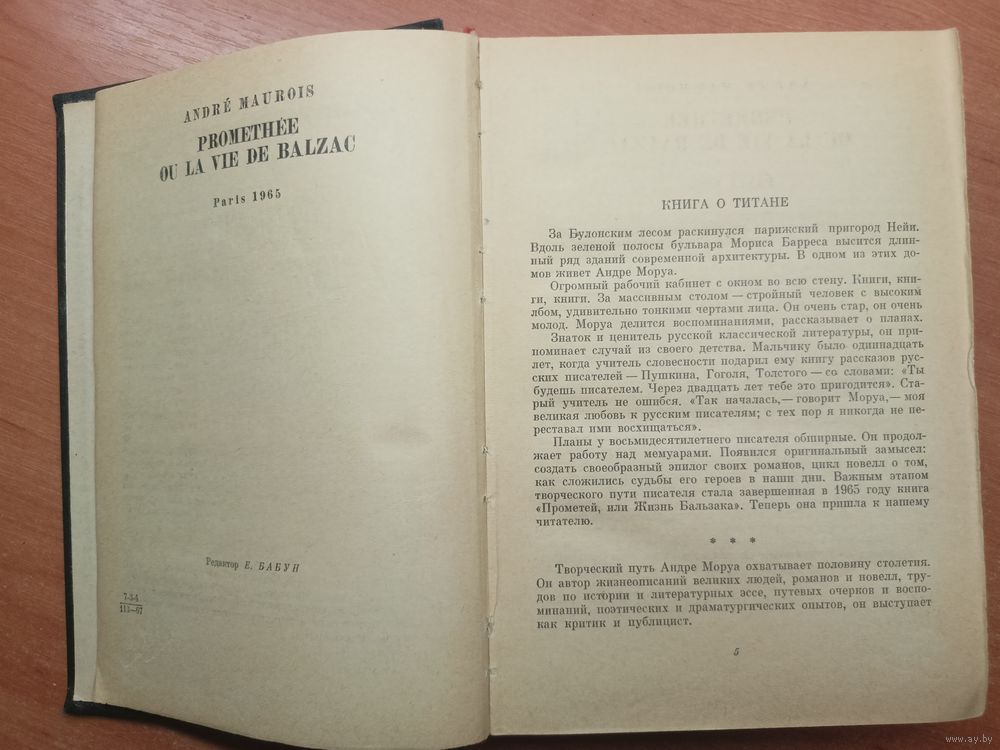 ANDRÉ MAUROIS
PROMETHÉE
OU LA VIE DE BALZAC
Paris 1965
Редактор Е. БАБУН
7-3-4
113—67
КНИГА О ТИТАНЕ
За Булонским лесом раскинулся парижский пригород Нейи.
Вдоль зеленой полосы бульвара Мориса Барреса высится длин-
ный ряд зданий современной архитектуры. В одном из этих до-
мов живет Андре Моруа.
Огромный рабочий кабинет с окном во всю стену. Книги, кни-
ги, книги. За массивным столом — стройный человек с высоким
лбом, удивительно тонкими чертами лица. Он очень стар, он очень
молод. Моруа делится воспоминаниями, рассказывает о планах.
Знаток и ценитель русской классической литературы, он при-
поминает случай из своего детства. Мальчику было одиннадцать
лет, когда учитель словесности подарил ему книгу рассказов рус-
ских писателей — Пушкина, Гоголя, Толстого — со словами: «Ты
будешь писателем. Через двадцать лет тебе это пригодится». Ста-
рый учитель не ошибся. «Так началась,— говорит Моруа,— моя
великая любовь к русским писателям; с тех пор я никогда не пе-
реставал ими восхищаться».
Планы у восьмидесятилетнего писателя обширные. Он продол-
жает работу над мемуарами. Появился оригинальный замысел:
создать своеобразный эпилог своих романов, цикл новелл о том,
как сложились судьбы его героев в наши дни. Важным этапом
творческого пути писателя стала завершенная в 1965 году книга
«Прометей, или Жизнь Бальзака». Теперь она пришла к нашему
читателю.
* * *
Творческий путь Андре Моруа охватывает половину столетия.
Он автор жизнеописаний великих людей, романов и новелл, тру-
дов по истории и литературных эссе, путевых очерков и воспо-
минаний, поэтических и драматургических опытов, он выступает
как критик и публицист.
5
www.ay.by